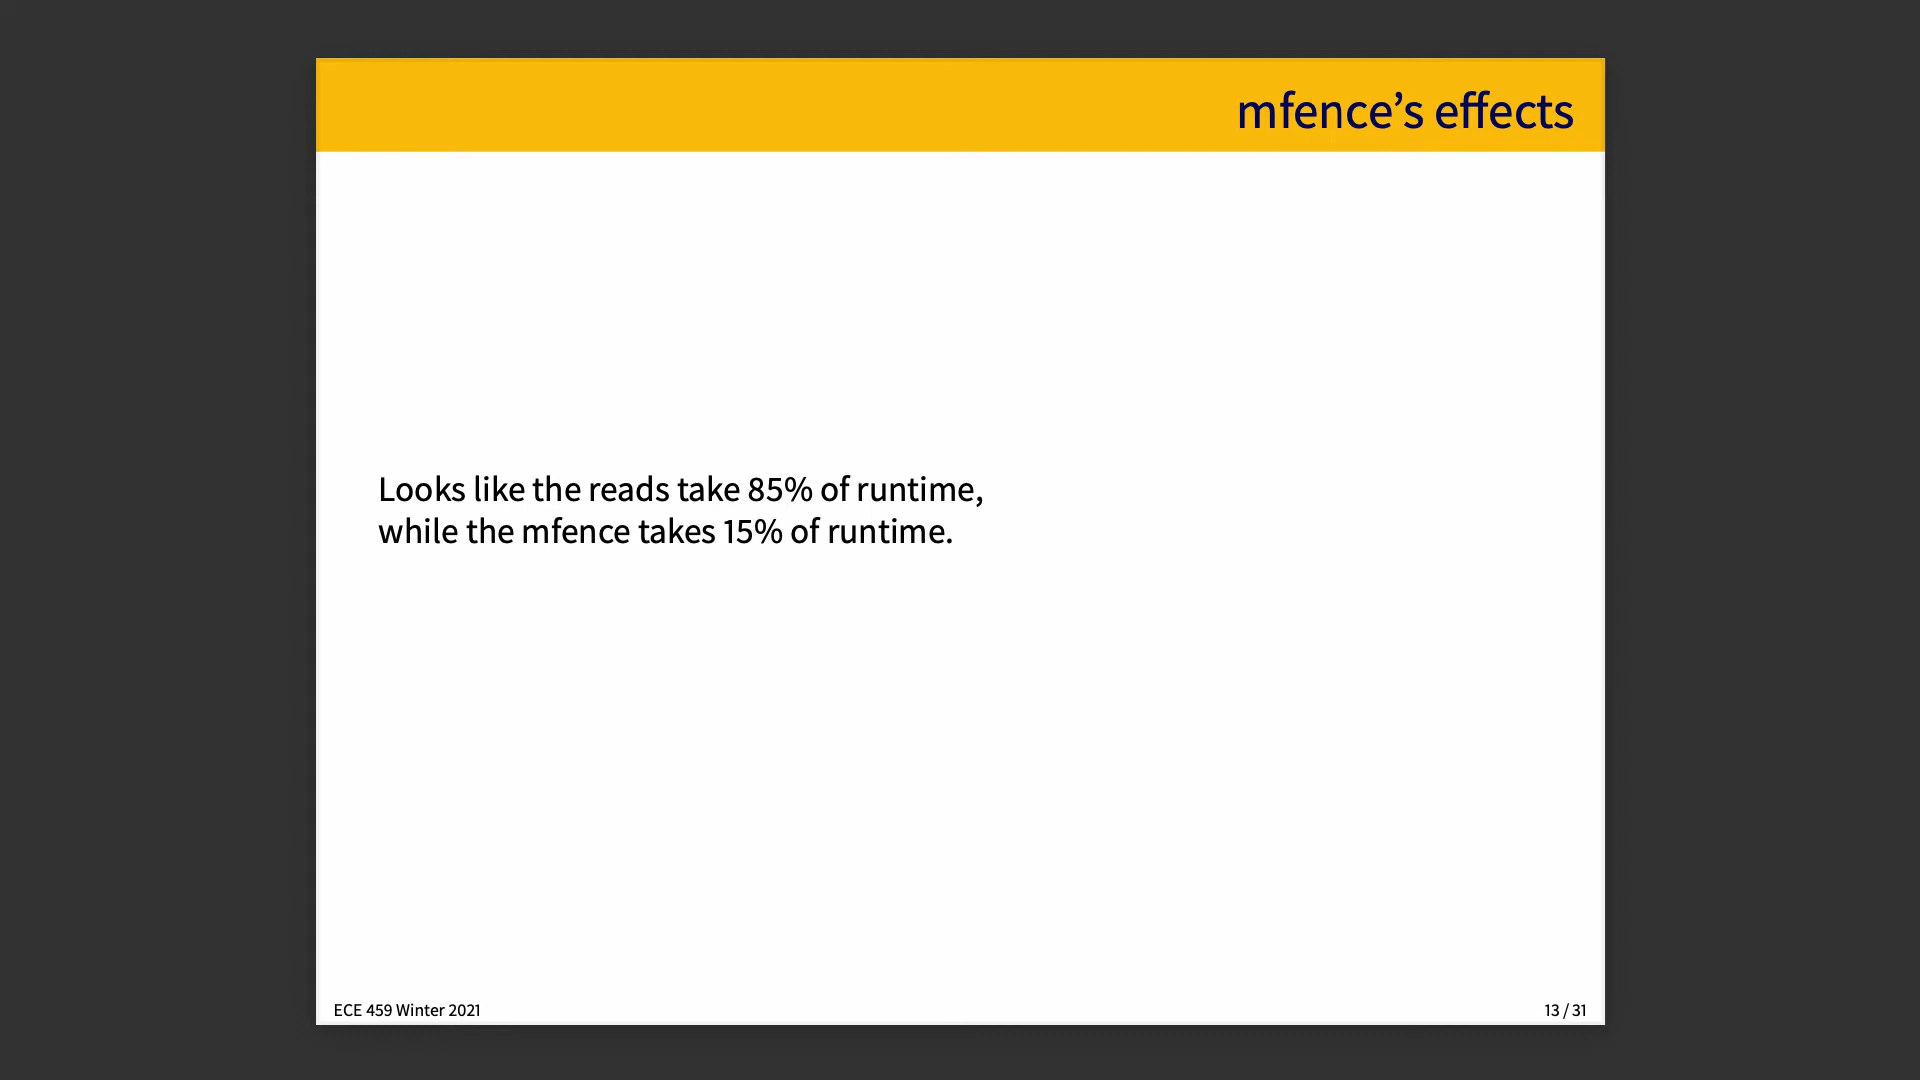 mfence’s effects
Looks like the reads take 85% of runtime,
while the mfence takes 15% of runtime.
ECE 459 Winter 2021
13 / 31